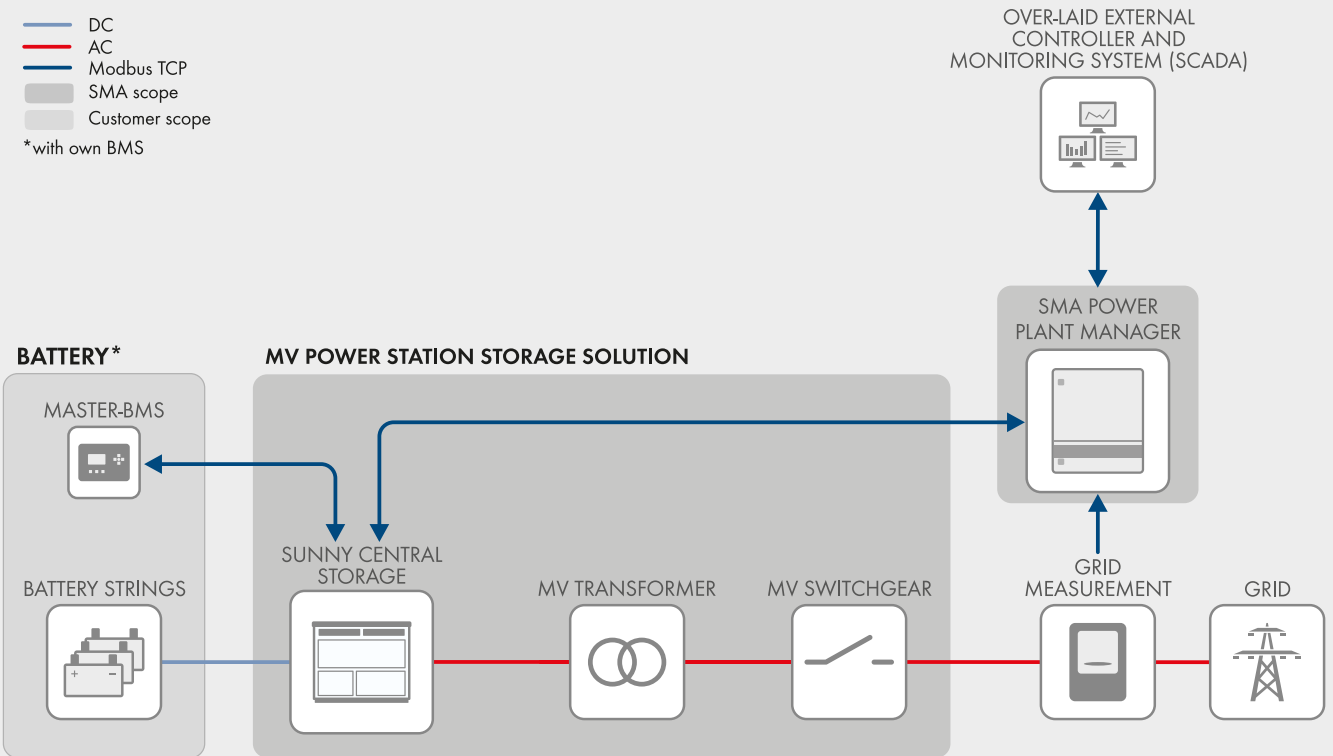 DC
AC
Modbus TCP
SMA scope
Customer scope
*with own BMS
OVER-LAID EXTERNAL
CONTROLLER AND
MONITORING SYSTEM (SCADA)
SMA POWER
PLANT MANAGER
BATTERY*
MV POWER STATION STORAGE SOLUTION
MASTER-BMS
SUNNY CENTRAL
STORAGE
BATTERY STRINGS
MV TRANSFORMER
MV SWITCHGEAR
GRID
MEASUREMENT
GRID
+ −